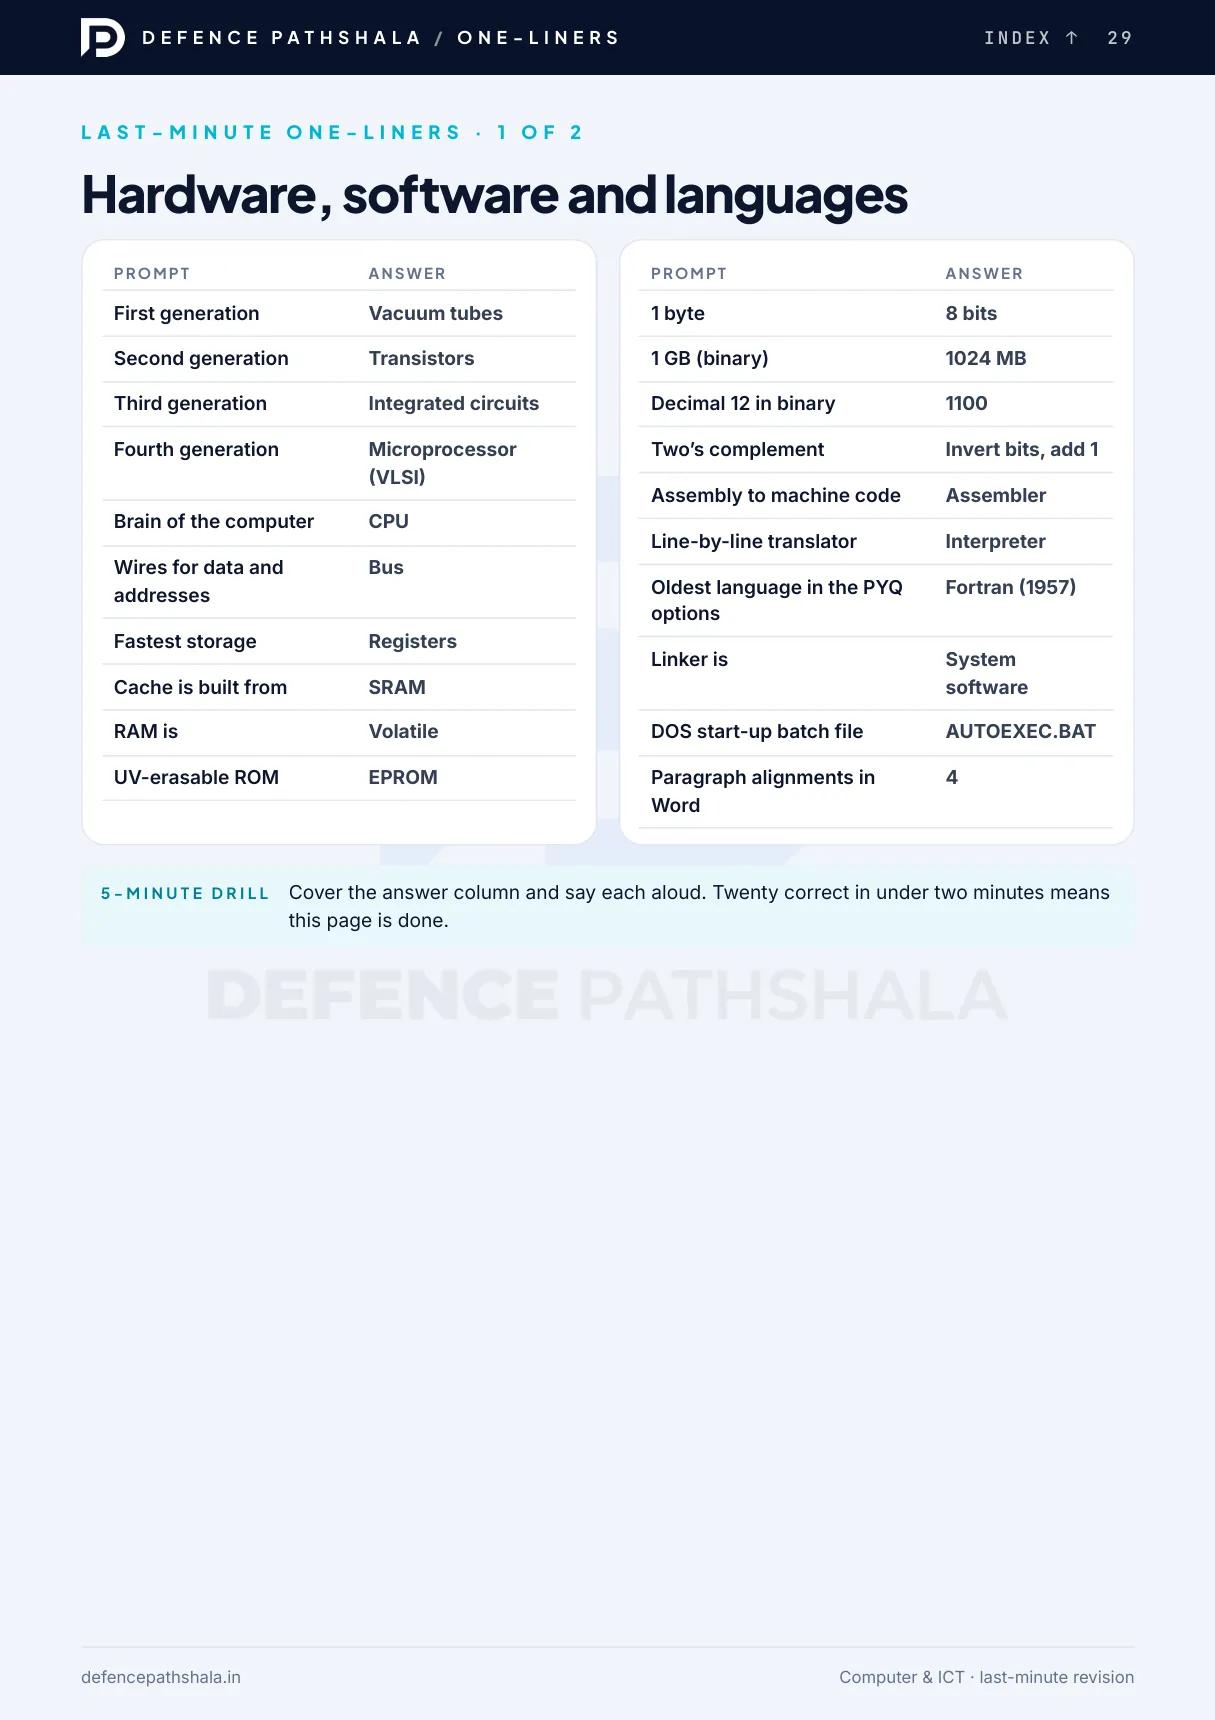 DEFENCE PATHSHALA / ONE-LINERS
INDEX ↑ 29
LAST-MINUTE ONE-LINERS · 1 OF 2
Hardware, software and languages
PROMPT ANSWER
First generation Vacuum tubes
Second generation Transistors
Third generation Integrated circuits
Fourth generation Microprocessor
(VLSI)
Brain of the computer CPU
Wires for data and Bus
addresses
Fastest storage Registers
Cache is built from SRAM
RAM is Volatile
UV-erasable ROM EPROM
PROMPT ANSWER
1 byte 8 bits
1 GB (binary) 1024 MB
Decimal 12 in binary 1100
Two’s complement Invert bits, add 1
Assembly to machine code Assembler
Line-by-line translator Interpreter
Oldest language in the PYQ Fortran (1957)
options
Linker is System
software
DOS start-up batch file AUTOEXEC.BAT
Paragraph alignments in 4
Word
5-MINUTE DRILL Cover the answer column and say each aloud. Twenty correct in under two minutes means
this page is done.
DEFENCE PATHSHALA
defencepathshala.in
Computer & ICT · last-minute revision